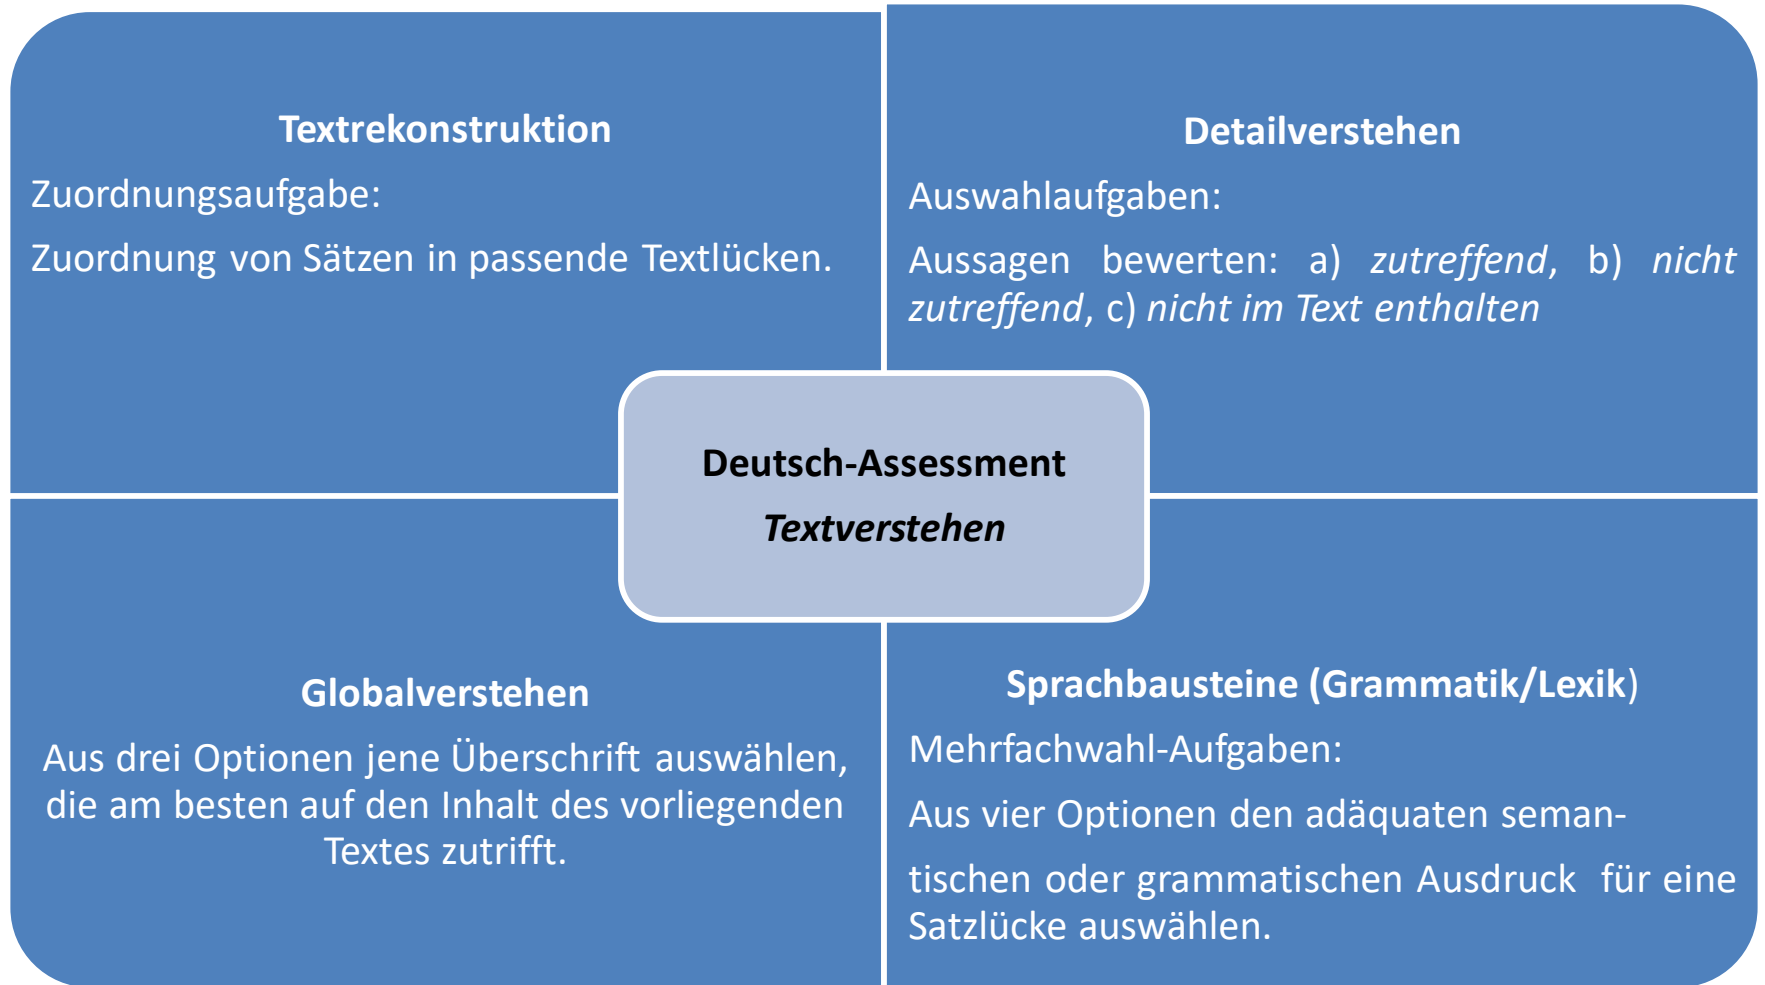 Textrekonstruktion
Zuordnungsaufgabe:
Zuordnung von Sätzen in passende Textlücken.
Detailverstehen
Auswahlaufgaben:
Aussagen bewerten: a) zutreffend, b) nicht
zutreffend, c) nicht im Text enthalten
Deutsch-Assessment
Textverstehen
Globalverstehen
Aus drei Optionen jene Überschrift auswählen,
die am besten auf den Inhalt des vorliegenden
Textes zutrifft.
Sprachbausteine (Grammatik/Lexik)
Mehrfachwahl-Aufgaben:
Aus vier Optionen den adäquaten seman-
tischen oder grammatischen Ausdruck für eine
Satzlücke auswählen.